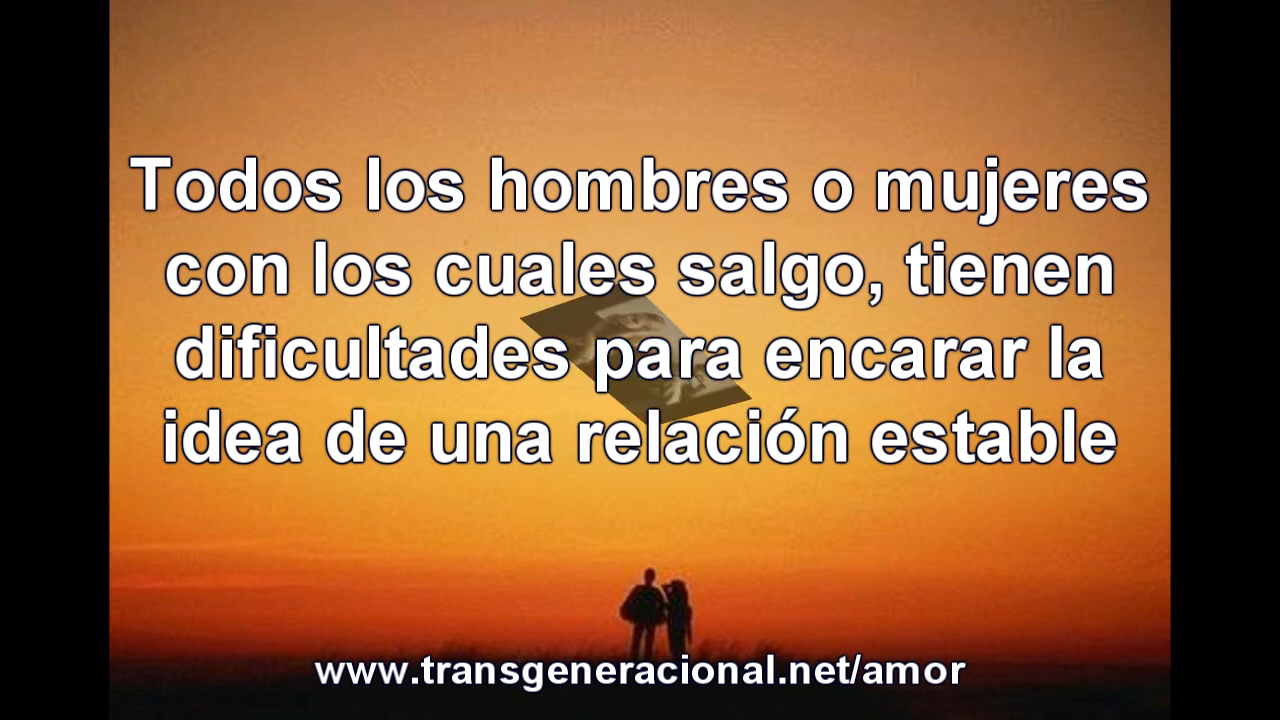 Todos los hombres o mujeres
con los cuales salgo, tienen
dificultades para encarar la
idea de una relación estable
www.transgeneracional.net/amor